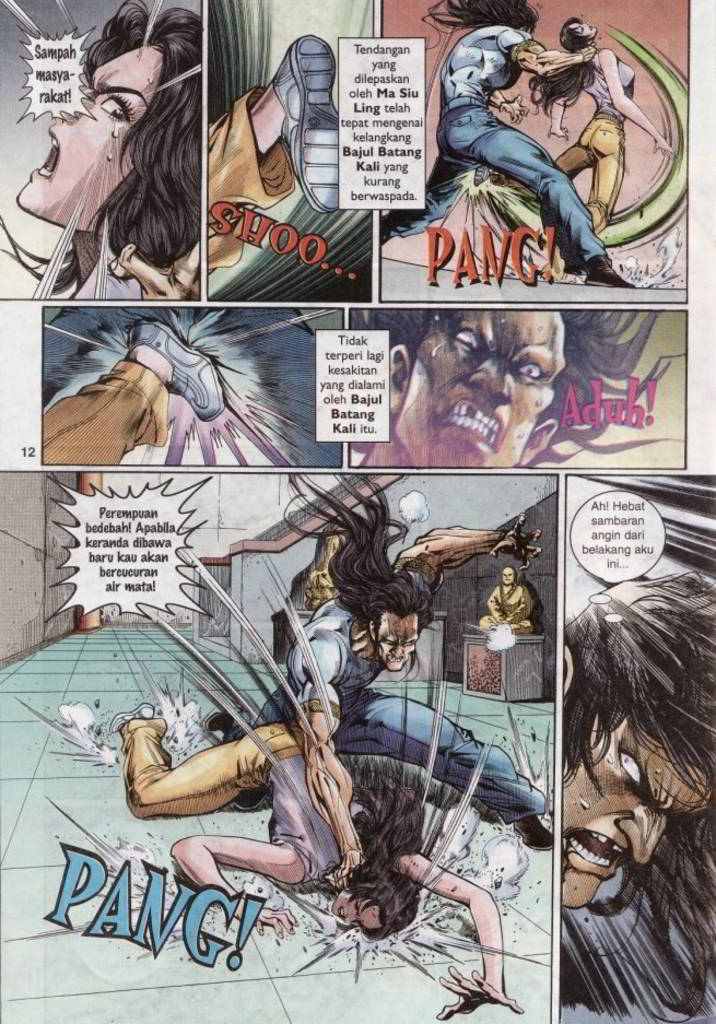 Sampah
masya-
rakat!
SHOO...
Tendangan
yang
dilepaskan
oleh Ma Siu
Ling telah
tepat mengenai
kelangkang
Bajul Batang
Kali yang
kurang
berwaspada.
PANG!
Tidak
terperi lagi
kesakitan
yang dialami
oleh Bajul
Batang
Kali itu.
Aduh!
12
Perempuan
bedebah! Apabila
keranda dibawa
baru kau akan
bercucuran
air mata!
PANG!
Ah! Hebat
sambaran
angin dari
belakang aku
ini...